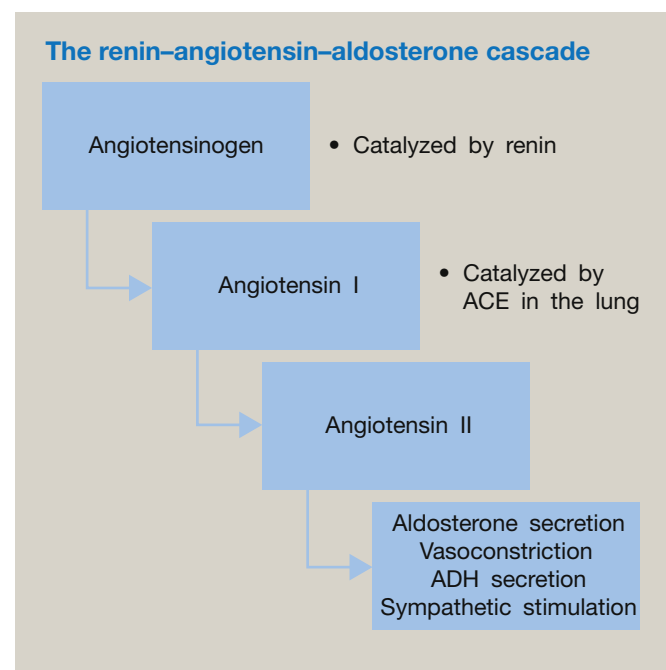 The renin–angiotensin–aldosterone cascade
Angiotensinogen
• Catalyzed by renin
Angiotensin I
• Catalyzed by
ACE in the lung
Angiotensin II
Aldosterone secretion
Vasoconstriction
ADH secretion
Sympathetic stimulation